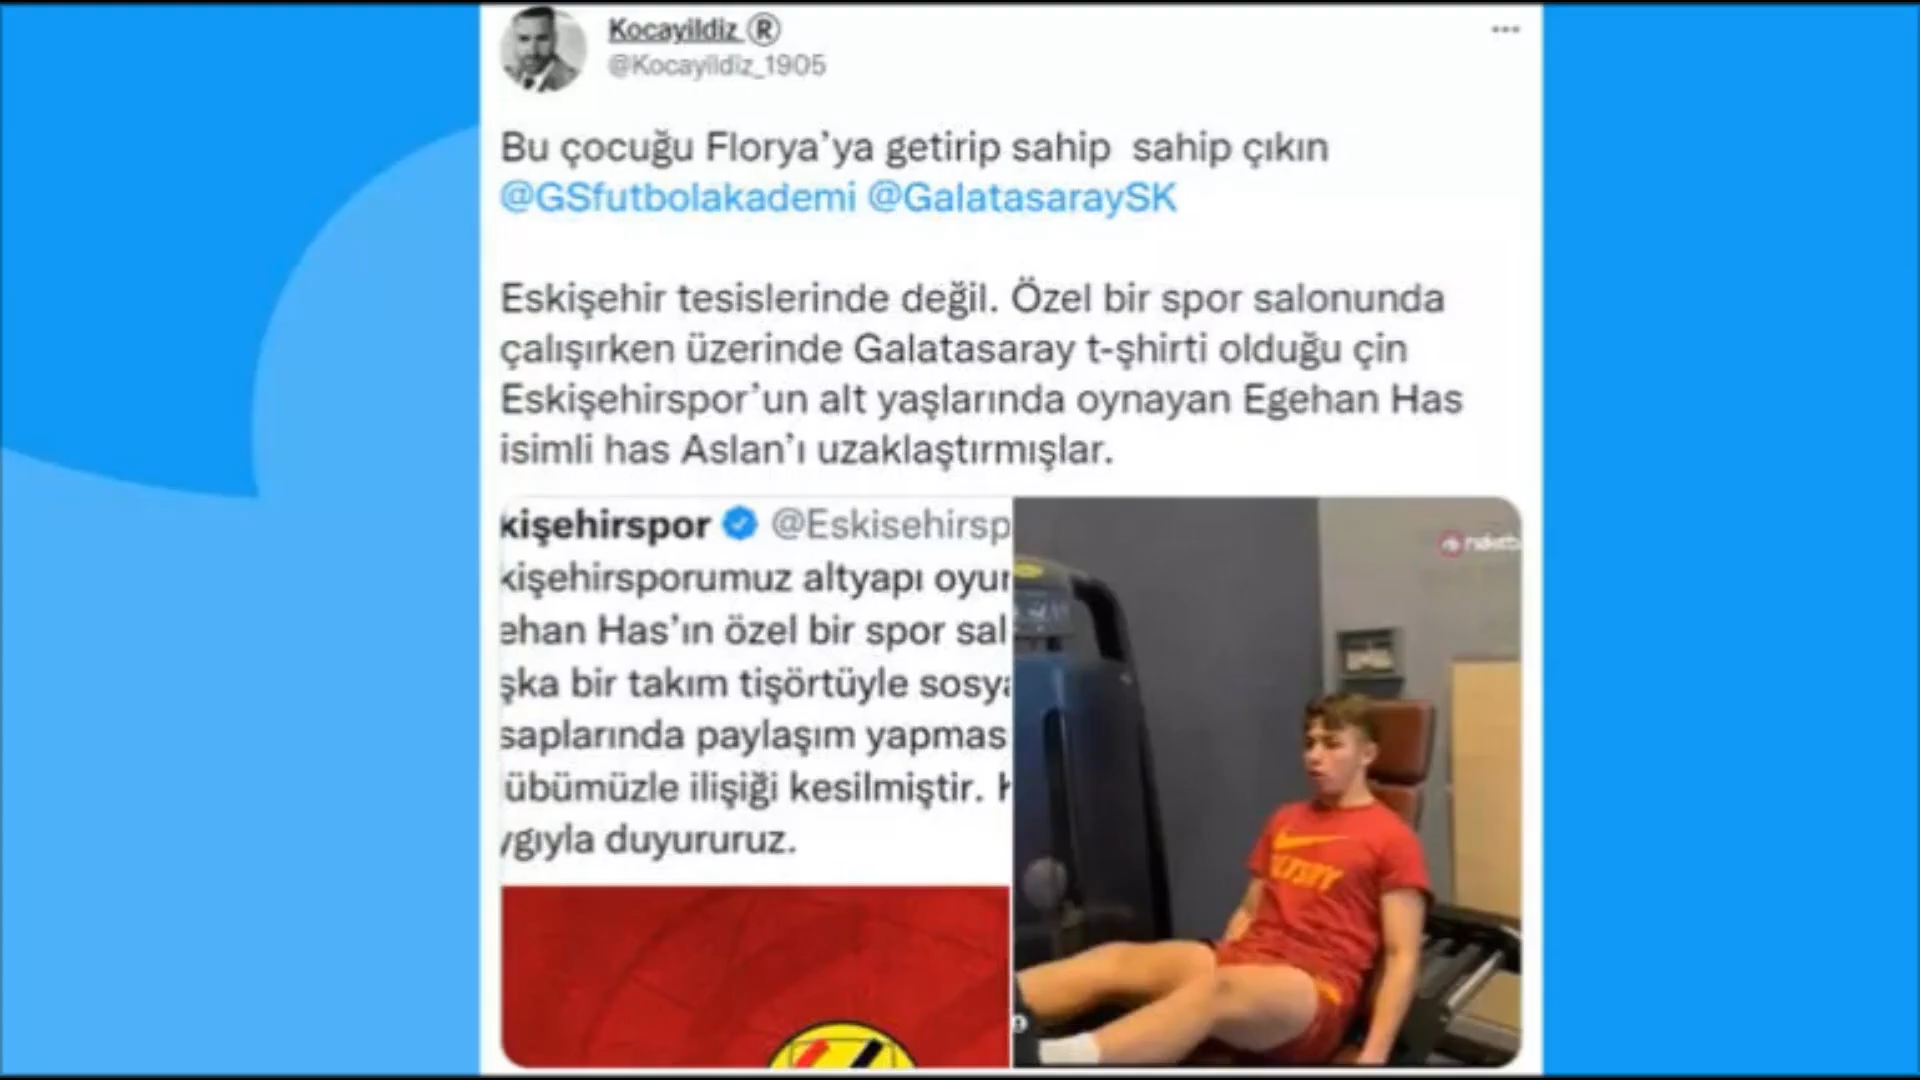 Kocayildiz ®
@Kocayildiz_1905
Bu çocuğu Florya’ya getirip sahip sahip çıkın
@GSfutbolakademi @GalatasaraySK
Eskişehir tesislerinde değil. Özel bir spor salonunda
çalışırken üzerinde Galatasaray t-şhirti olduğu çin
Eskişehirspor’un alt yaşlarında oynayan Egehan Has
isimli has Aslan’ı uzaklaştırmışlar.
kişehirspor @Eskisehirsp
kişehirsporumuz altyapı oyun
ehan Has’ın özel bir spor sal
şka bir takım tişörtüyle sosya
saplarında paylaşım yapmas
übümüzle ilişiği kesilmiştir. K
ygıyla duyururuz.